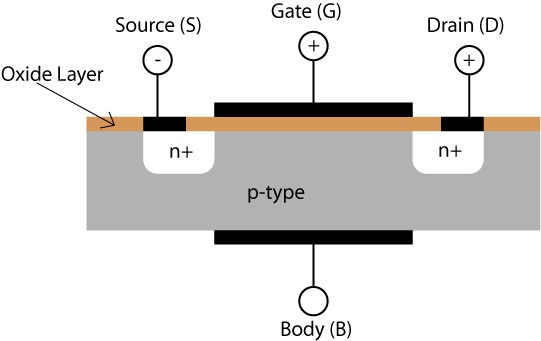 Gate (G)
Source (S)
Drain (D)
-
+
+
Oxide Layer
n+
n+
p-type
Body (B)